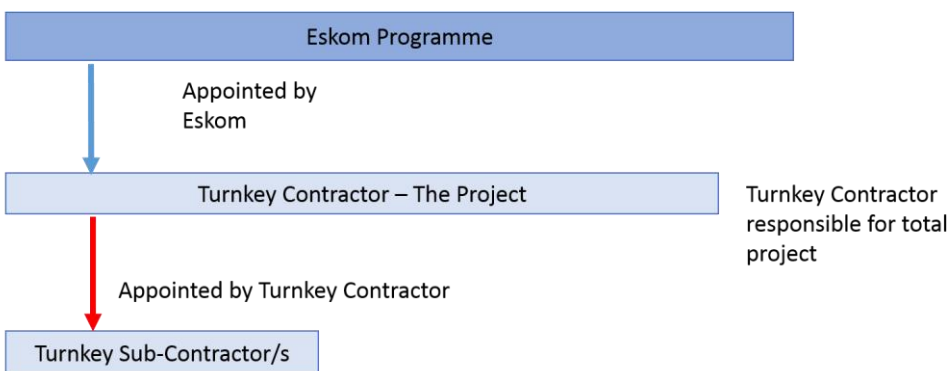 Eskom Programme
Appointed by
Eskom
Turnkey Contractor – The Project
Turnkey Contractor
responsible for total
project
Appointed by Turnkey Contractor
Turnkey Sub-Contractor/s